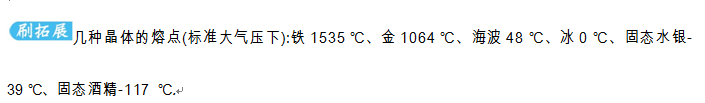 刷拓展 几种晶体的熔点(标准大气压下):铁 1535 ℃、金 1064 ℃、海波 48 ℃、冰 0 ℃、固态水银-
39 ℃、固态酒精-117 ℃.